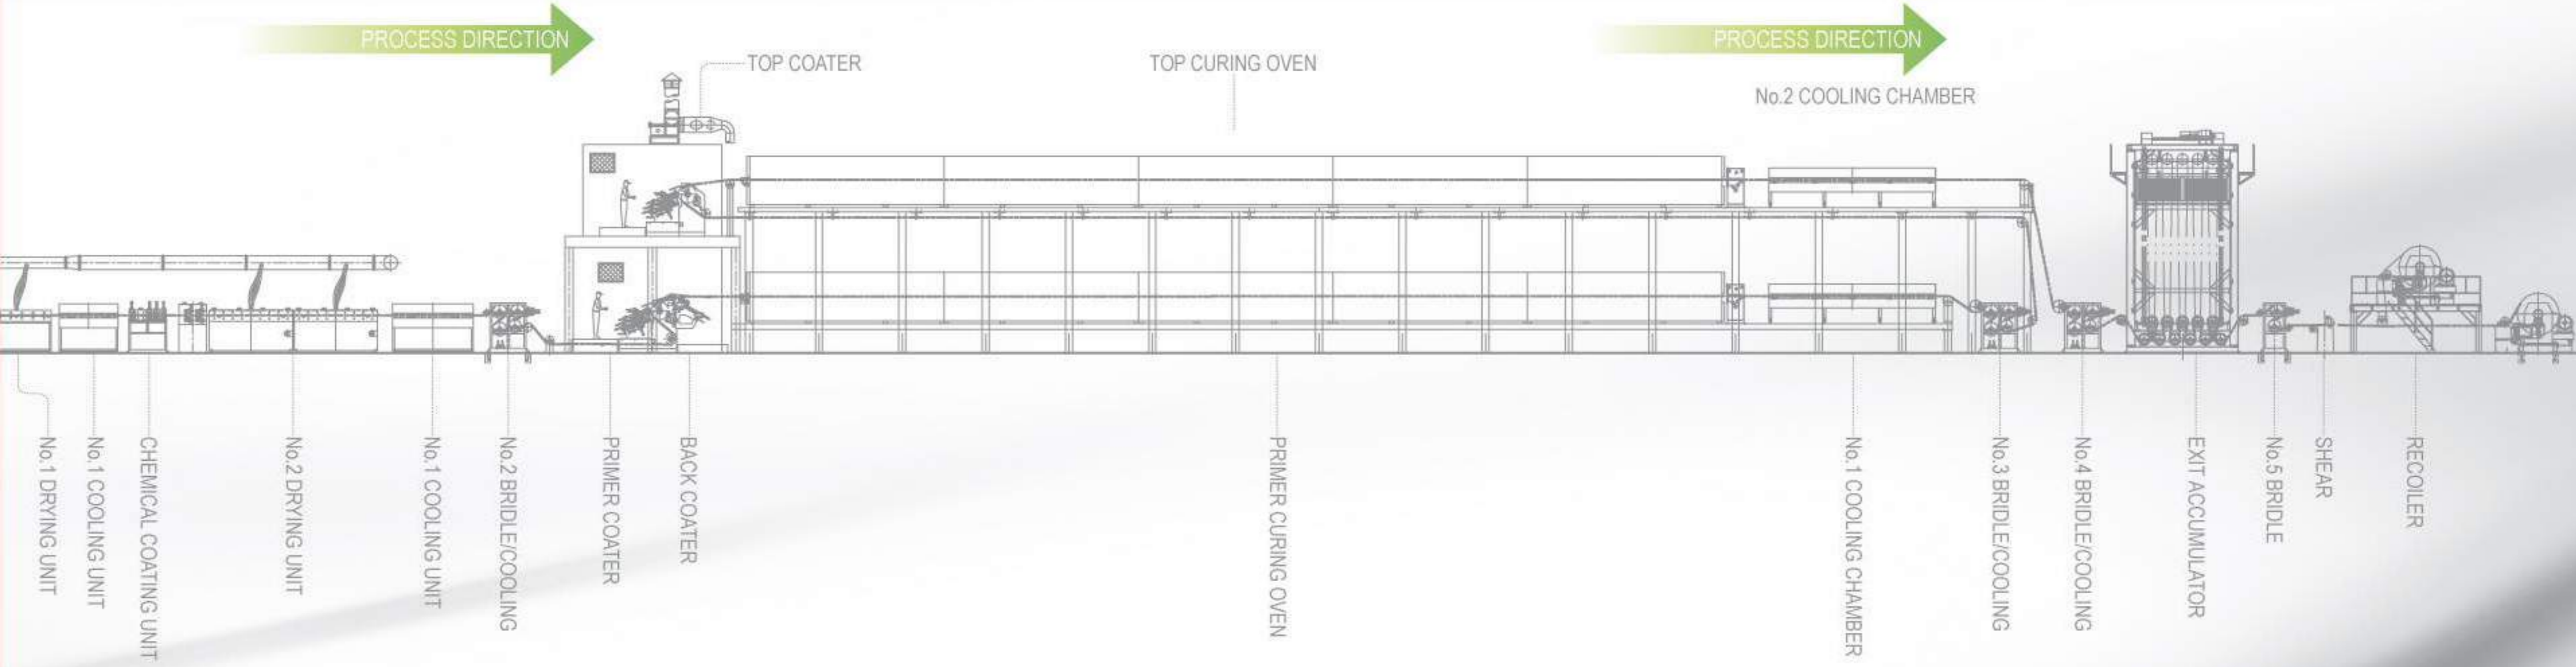 PROCESS DIRECTION
PROCESS DIRECTION
TOP COATER
TOP CURING OVEN
No.2 COOLING CHAMBER
No.1 DRYING UNIT
No.1 COOLING UNIT
CHEMICAL COATING UNIT
No.2 DRYING UNIT
No.1 COOLING UNIT
No.2 BRIDLE/COOLING
PRIMER COATER
BACK COATER
PRIMER CURING OVEN
No.1 COOLING CHAMBER
No.3 BRIDLE/COOLING
No.4 BRIDLE/COOLING
EXIT ACCUMULATOR
No.5 BRIDLE
SHEAR
RECOILER